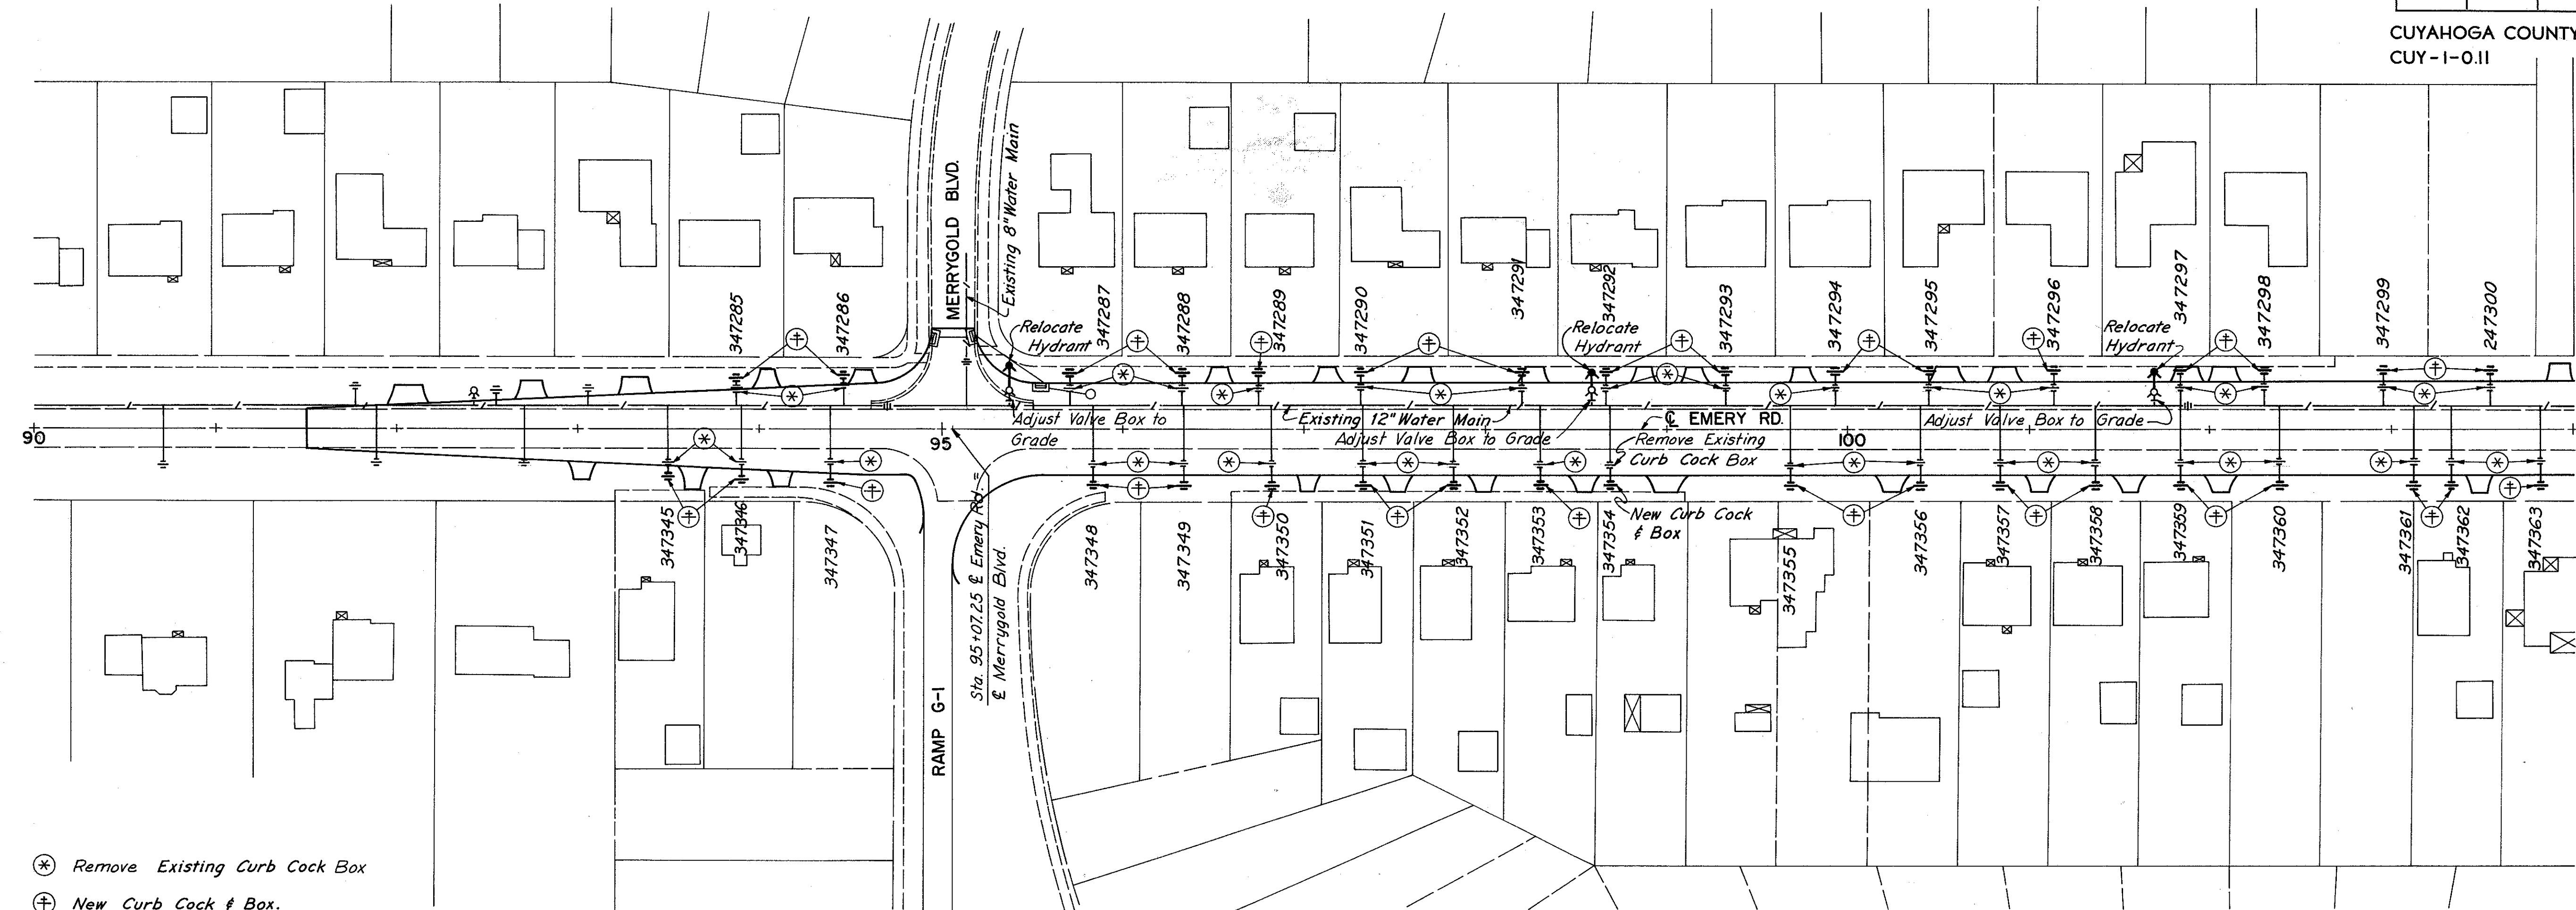 CUYAHOGA COUNTY
CUY-1-0.11
MERRYGOLD BLVD.
Existing 8" Water Main
347285
347286
347287
347288
347289
347290
347291
347292
347293
347294
347295
347296
347297
347298
347299
247300
Relocate
Hydrant
Relocate
Hydrant
Relocate
Hydrant
90
95
100
Adjust Valve Box to
Grade
Existing 12" Water Main
Adjust Valve Box to Grade
℄ EMERY RD.
Remove Existing
Curb Cock Box
Adjust Valve Box to Grade
New Curb Cock
& Box
347345
347346
347347
347348
347349
347350
347351
347352
347353
347354
347355
347356
347357
347358
347359
347360
347361
347362
347363
Sta. 95+07.25 ℄ Emery Rd. =
℄ Merrygold Blvd.
RAMP G-1
Remove Existing Curb Cock Box
New Curb Cock & Box.